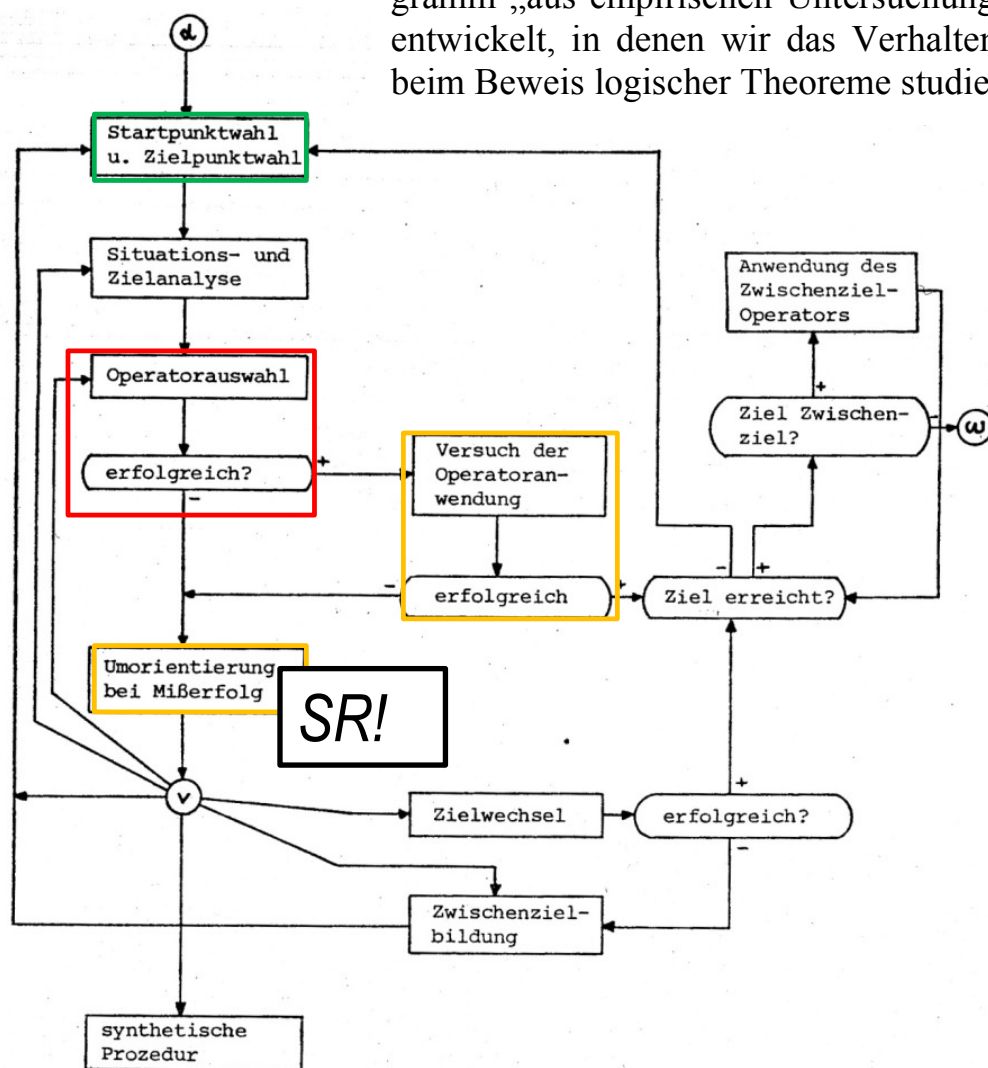 gramm „aus empirischen Untersuchung
entwickelt, in denen wir das Verhalten
beim Beweis logischer Theoreme studie
α
Startpunktwahl
u. Zielpunktwahl
Situations- und
Zielanalyse
Anwendung des
Zwischenziel-
Operators
Operatorauswahl
+
Ziel Zwischen-
ziel?
-
ω
erfolgreich?
+
-
Versuch der
Operatoran-
wendung
-
+
-
erfolgreich
+
Ziel erreicht?
Umorientierung
bei Mißerfolg
SR!
v
Zielwechsel
+
erfolgreich?
-
Zwischenziel-
bildung
synthetische
Prozedur